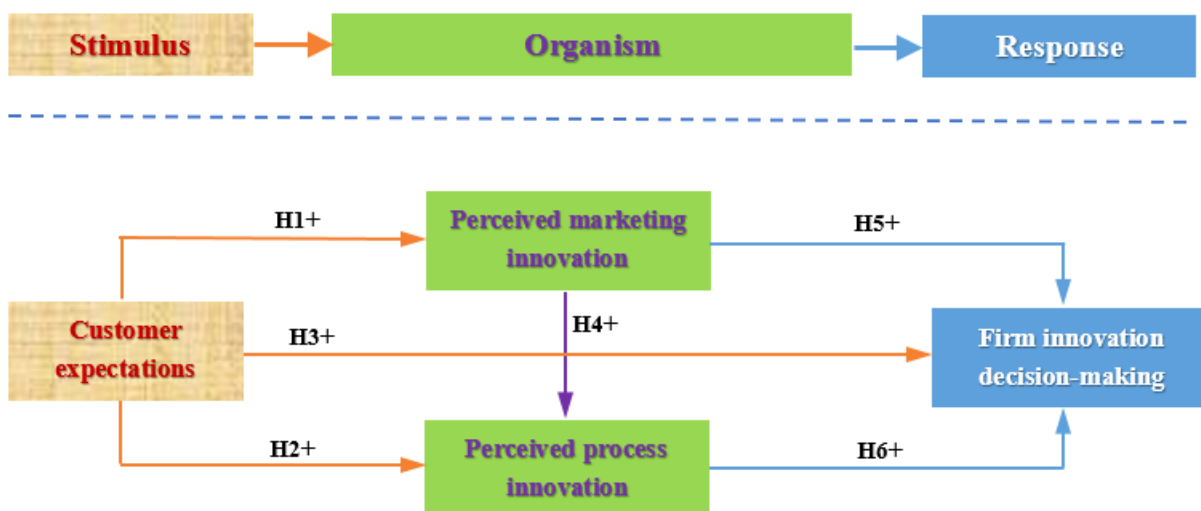 Stimulus
Organism
Response
H1+
Perceived marketing
innovation
H5+
Customer
expectations
H3+
H4+
Firm innovation
decision-making
H2+
Perceived process
innovation
H6+